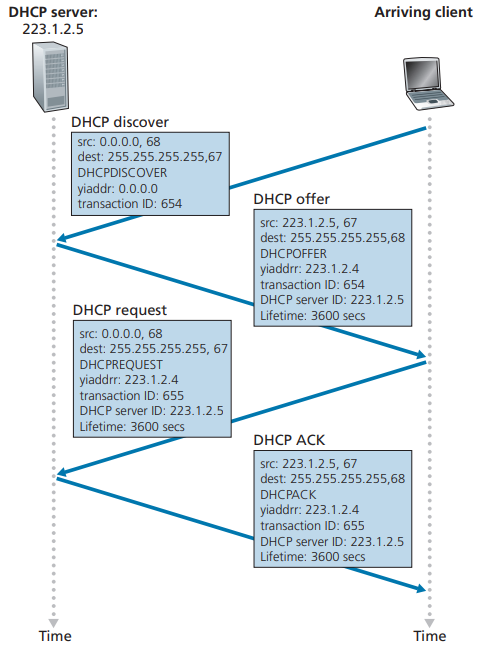 DHCP server:
223.1.2.5
Arriving client
DHCP discover
src: 0.0.0.0, 68
dest: 255.255.255.255,67
DHCPDISCOVER
yiaddr: 0.0.0.0
transaction ID: 654
DHCP offer
src: 223.1.2.5, 67
dest: 255.255.255.255,68
DHCPOFFER
yiaddrr: 223.1.2.4
transaction ID: 654
DHCP server ID: 223.1.2.5
Lifetime: 3600 secs
DHCP request
src: 0.0.0.0, 68
dest: 255.255.255.255, 67
DHCPREQUEST
yiaddrr: 223.1.2.4
transaction ID: 655
DHCP server ID: 223.1.2.5
Lifetime: 3600 secs
DHCP ACK
src: 223.1.2.5, 67
dest: 255.255.255.255,68
DHCPACK
yiaddrr: 223.1.2.4
transaction ID: 655
DHCP server ID: 223.1.2.5
Lifetime: 3600 secs
Time
Time